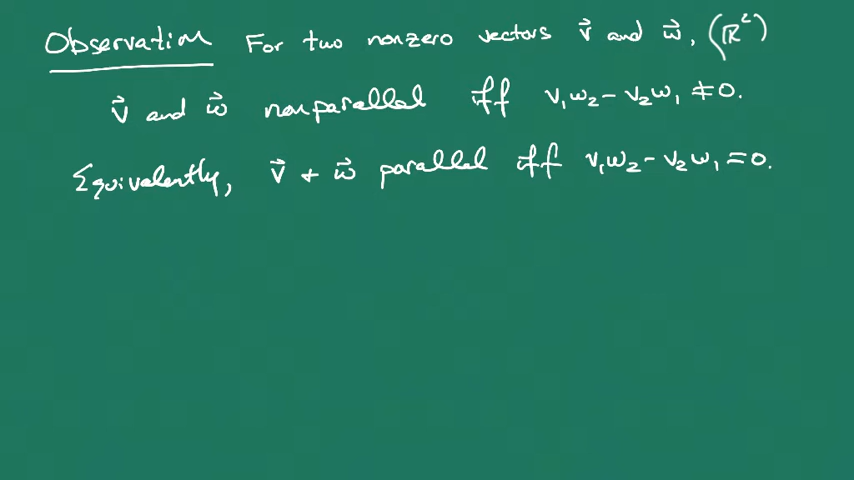 Observation For two nonzero vectors v⃗ and w⃗, (ℝ²)
v⃗ and w⃗ nonparallel iff v₁w₂ - v₂w₁ ≠ 0.
Equivalently, v⃗ + w⃗ parallel iff v₁w₂ - v₂w₁ = 0.